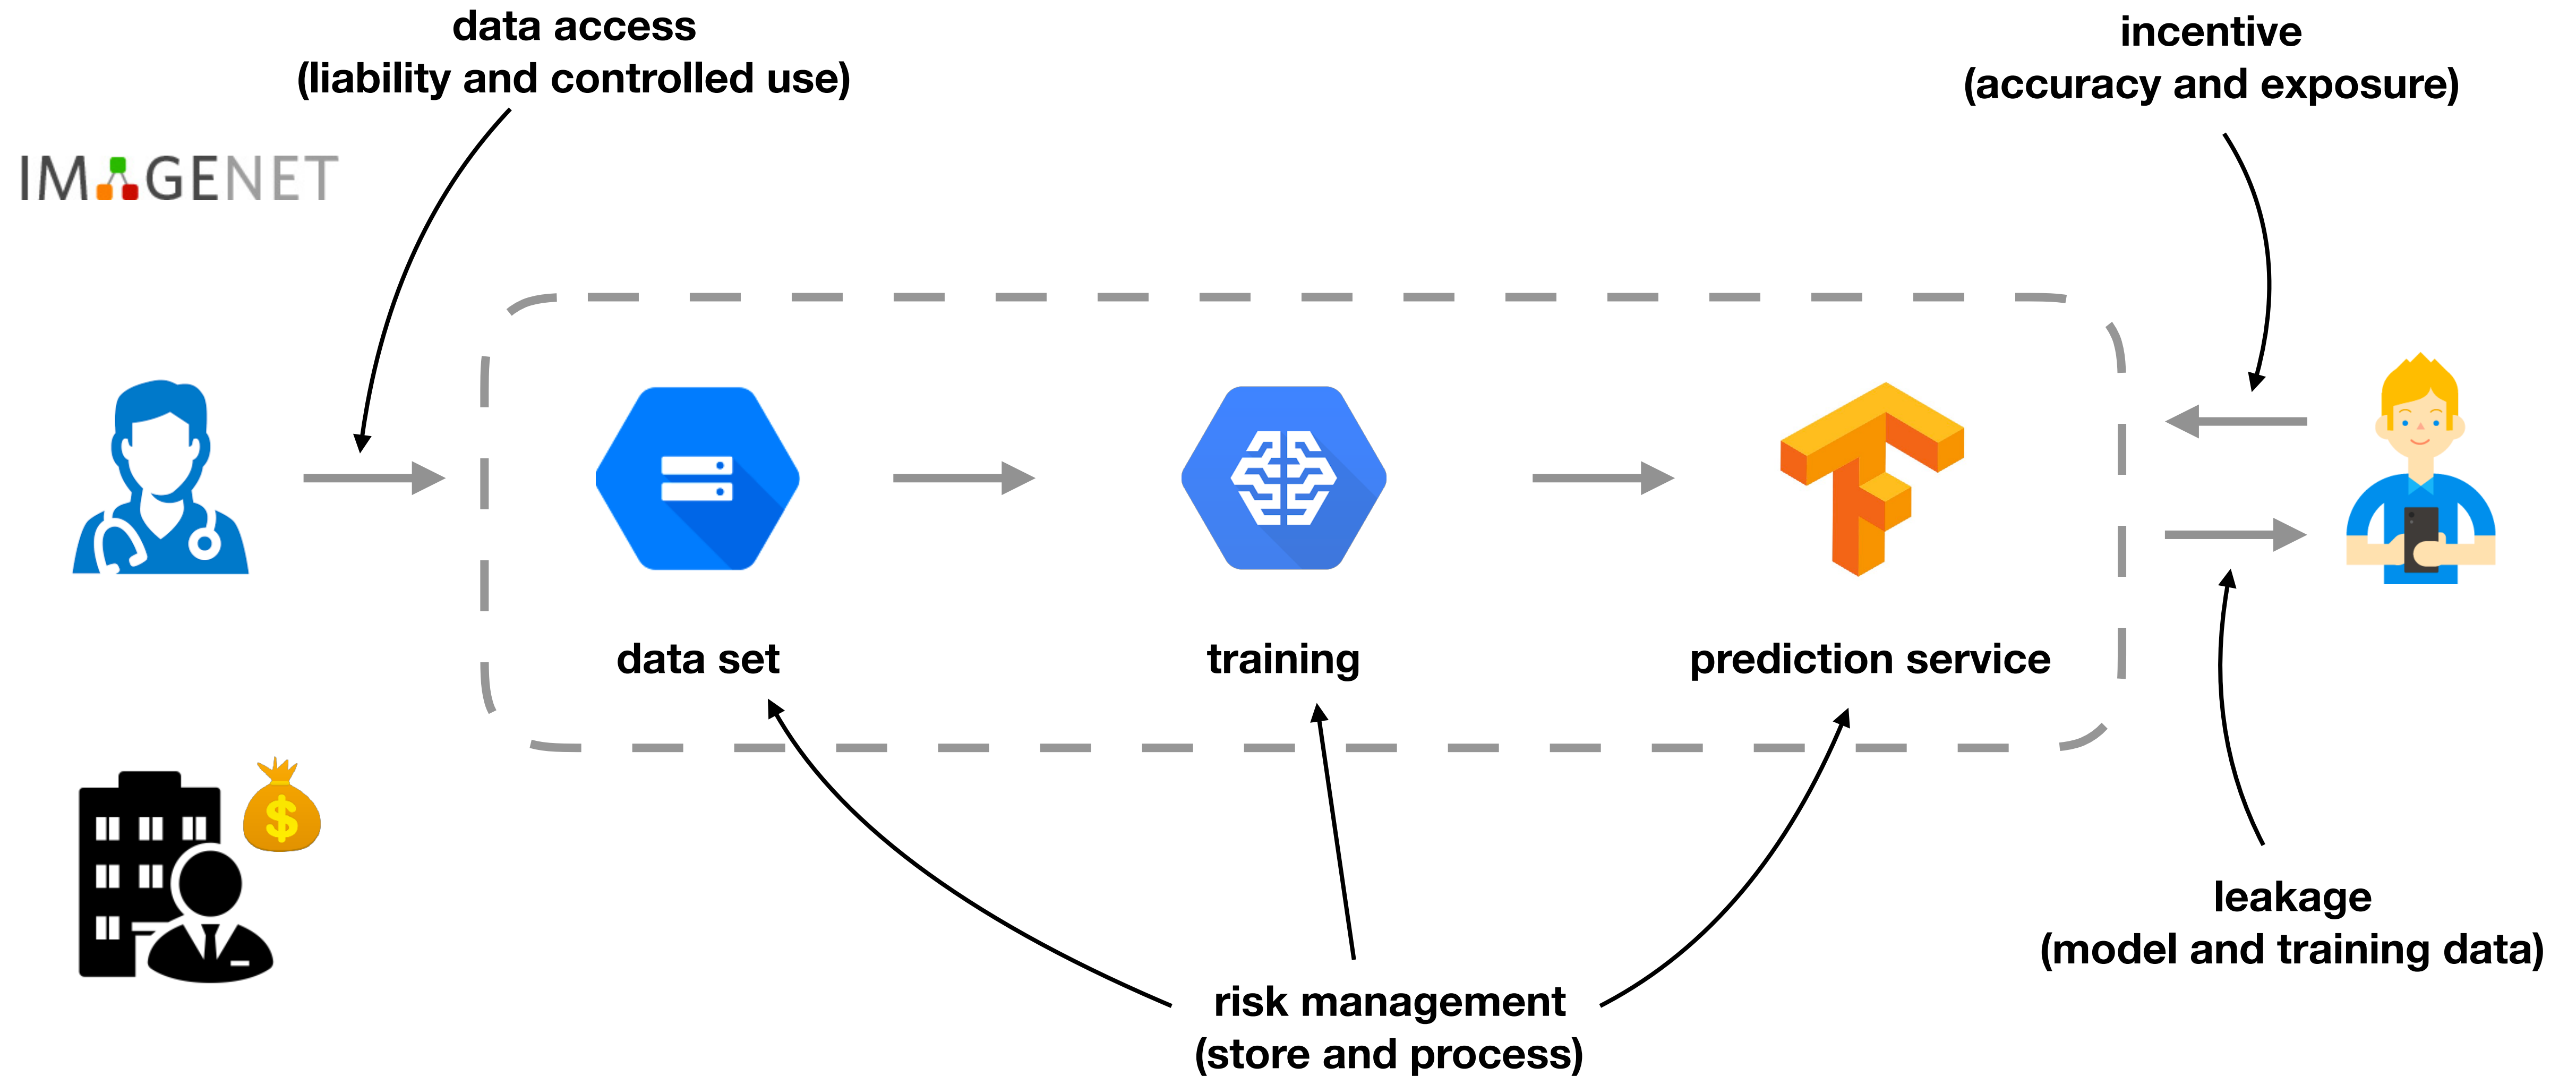 data access
(liability and controlled use)
incentive
(accuracy and exposure)
IMAGENET
$
data set
training
prediction service
leakage
(model and training data)
risk management
(store and process)